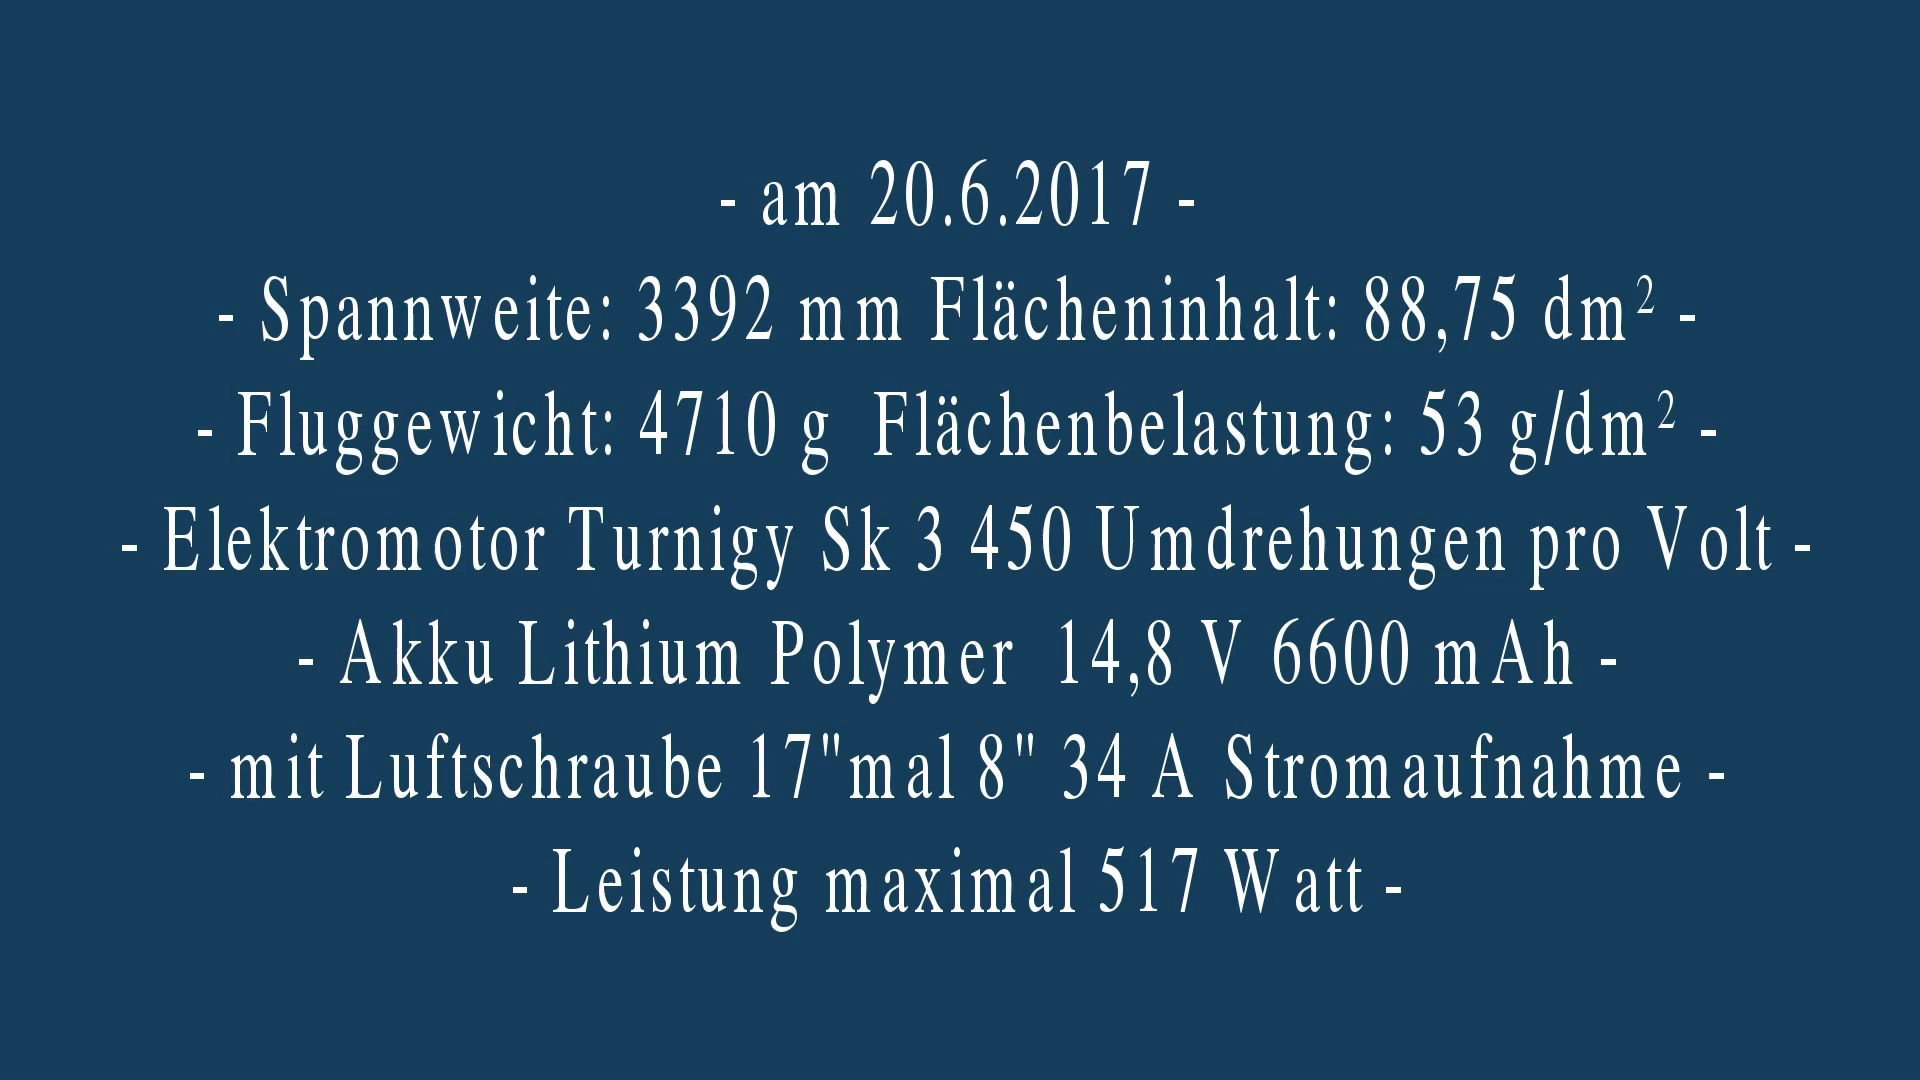 - am 20.6.2017 -
- Spannweite: 3392 mm Flächeninhalt: 88,75 dm² -
- Fluggewicht: 4710 g Flächenbelastung: 53 g/dm² -
- Elektromotor Turnigy Sk 3 450 Umdrehungen pro Volt -
- Akku Lithium Polymer 14,8 V 6600 mAh -
- mit Luftschraube 17"mal 8" 34 A Stromaufnahme -
- Leistung maximal 517 Watt -